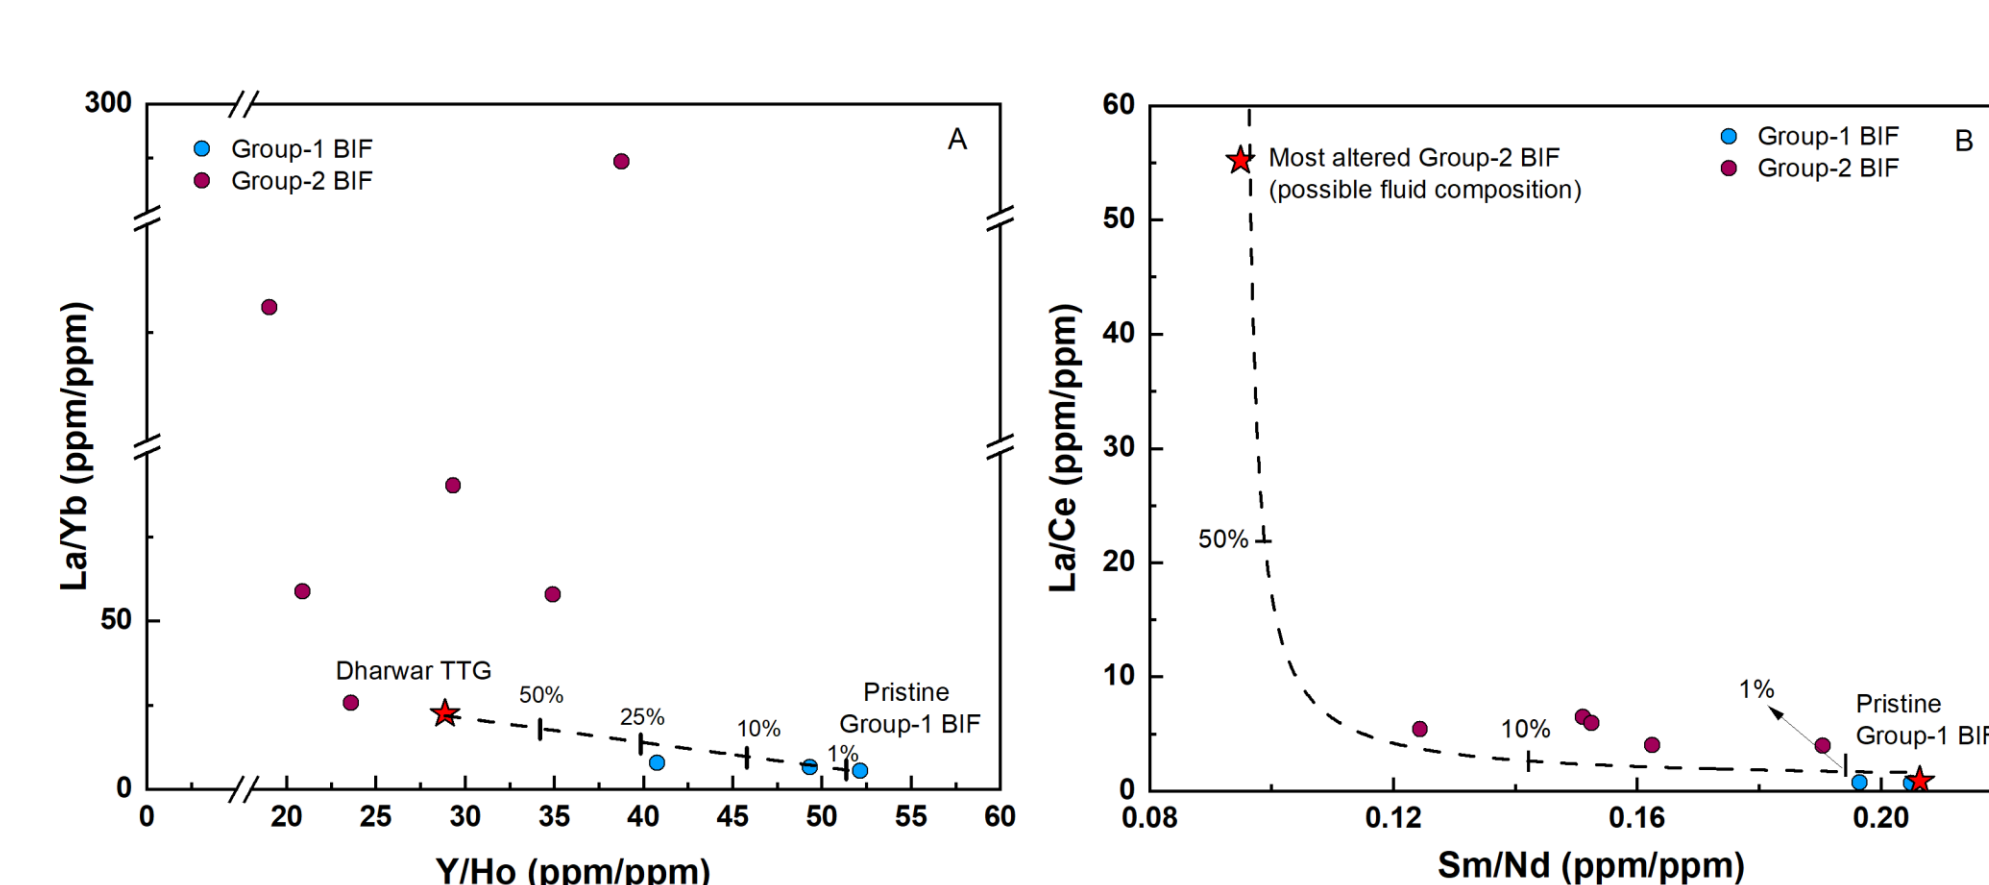 300
Group-1 BIF
Group-2 BIF
A
La/Yb (ppm/ppm)
50
Dharwar TTG
50%
25%
10%
1%
Pristine
Group-1 BIF
0
0
20
25
30
35
40
45
50
55
60
Y/Ho (ppm/ppm)
60
Most altered Group-2 BIF
(possible fluid composition)
Group-1 BIF
Group-2 BIF
B
50
40
30
La/Ce (ppm/ppm)
50%
20
10
10%
1%
Pristine
Group-1 BIF
0
0.08
0.12
0.16
0.20
Sm/Nd (ppm/ppm)